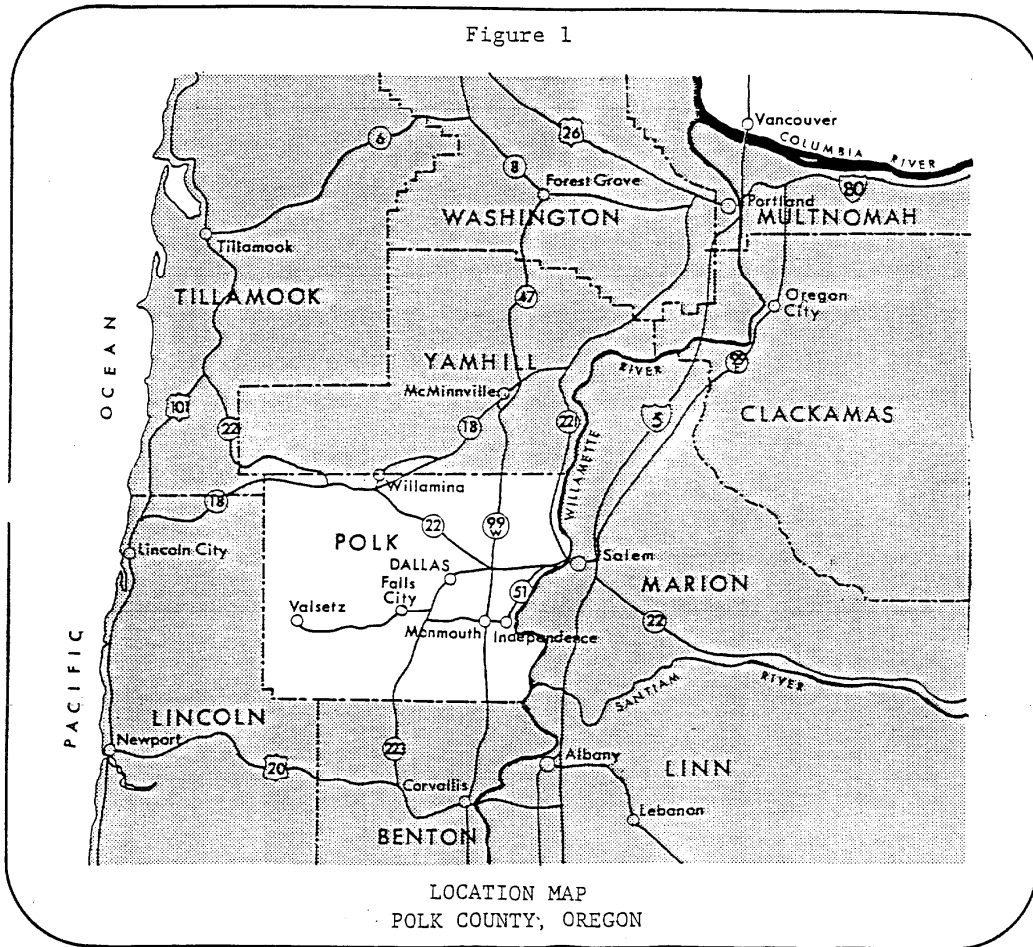 Figure 1
Vancouver
COLUMBIA RIVER
26
6
8
Forest Grove
80
WASHINGTON
Portland
MULTNOMAH
Tillamook
TILLAMOOK
47
Oregon
City
OCEAN
YAMHILL
RIVER
99
E
McMinnville
101
22
18
221
5
CLACKAMAS
WILLAMETTE
Willamina
18
22
99
W
POLK
Lincoln City
DALLAS
Salem
Falls
City
51
MARION
Valsetz
Monmouth
Independence
22
PACIFIC
SANTIAM RIVER
LINCOLN
Newport
223
20
Albany
LINN
Corvallis
Lebanon
BENTON
LOCATION MAP
POLK COUNTY, OREGON